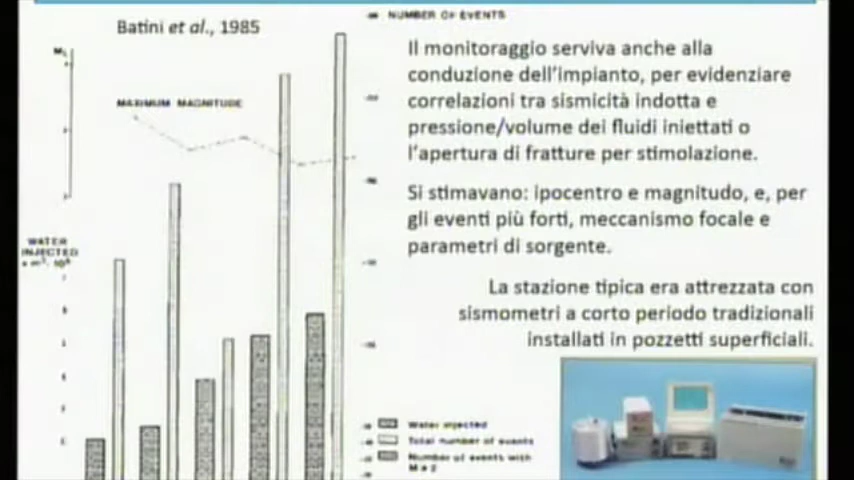 Batini et al., 1985
NUMBER OF EVENTS
ML
MAXIMUM MAGNITUDE
WATER
INJECTED
Il monitoraggio serviva anche alla
conduzione dell'impianto, per evidenziare
correlazioni tra sismicità indotta e
pressione/volume dei fluidi iniettati o
l'apertura di fratture per stimolazione.
Si stimavano: ipocentro e magnitudo, e, per
gli eventi più forti, meccanismo focale e
parametri di sorgente.
La stazione tipica era attrezzata con
sismometri a corto periodo tradizionali
installati in pozzetti superficiali.
Water injected
Total number of events
Number of events with